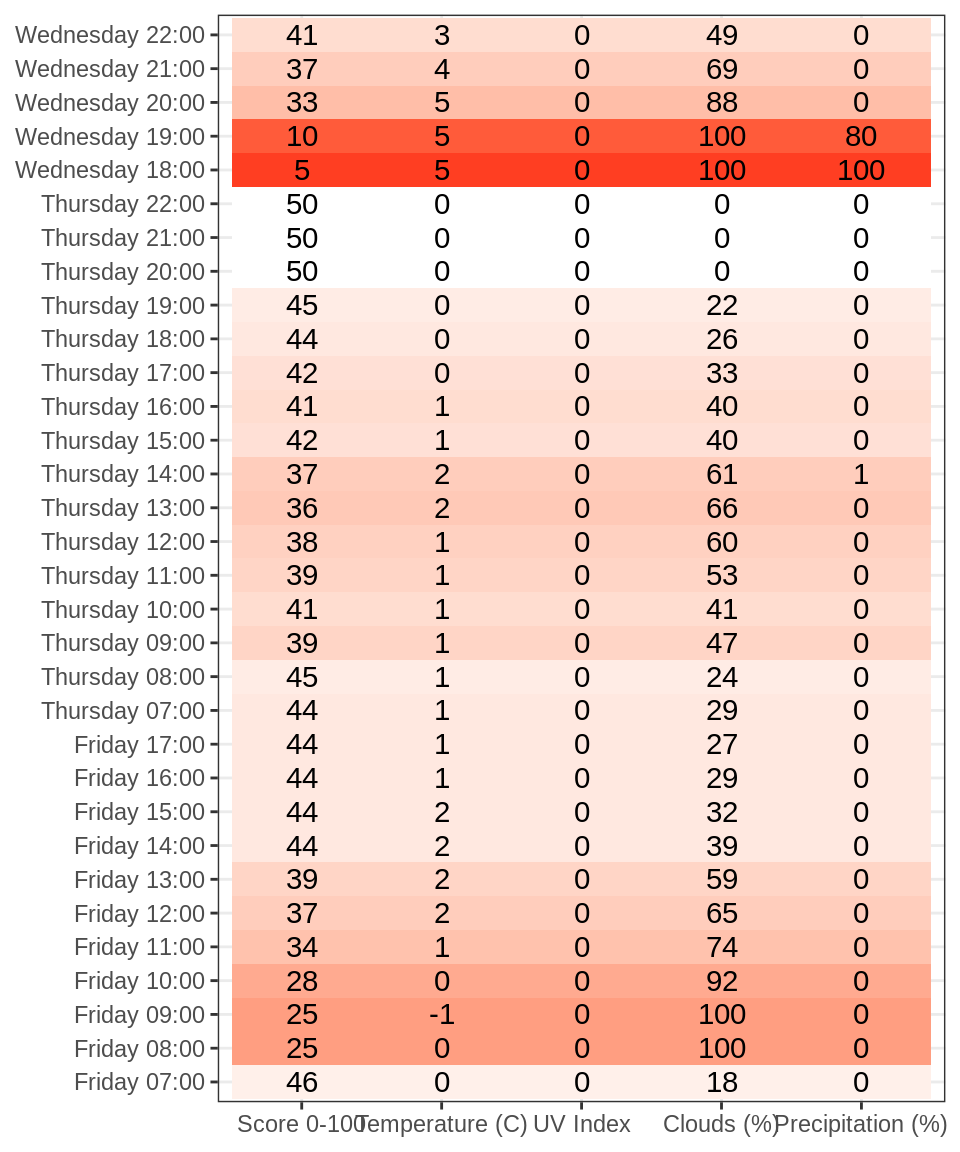 Wednesday 22:00 41 3 0 49 0
Wednesday 21:00 37 4 0 69 0
Wednesday 20:00 33 5 0 88 0
Wednesday 19:00 10 5 0 100 80
Wednesday 18:00 5 5 0 100 100
Thursday 22:00 50 0 0 0 0
Thursday 21:00 50 0 0 0 0
Thursday 20:00 50 0 0 0 0
Thursday 19:00 45 0 0 22 0
Thursday 18:00 44 0 0 26 0
Thursday 17:00 42 0 0 33 0
Thursday 16:00 41 1 0 40 0
Thursday 15:00 42 1 0 40 0
Thursday 14:00 37 2 0 61 1
Thursday 13:00 36 2 0 66 0
Thursday 12:00 38 1 0 60 0
Thursday 11:00 39 1 0 53 0
Thursday 10:00 41 1 0 41 0
Thursday 09:00 39 1 0 47 0
Thursday 08:00 45 1 0 24 0
Thursday 07:00 44 1 0 29 0
Friday 17:00 44 1 0 27 0
Friday 16:00 44 1 0 29 0
Friday 15:00 44 2 0 32 0
Friday 14:00 44 2 0 39 0
Friday 13:00 39 2 0 59 0
Friday 12:00 37 2 0 65 0
Friday 11:00 34 1 0 74 0
Friday 10:00 28 0 0 92 0
Friday 09:00 25 -1 0 100 0
Friday 08:00 25 0 0 100 0
Friday 07:00 46 0 0 18 0
Score 0-100 Temperature (C) UV Index Clouds (%) Precipitation (%)